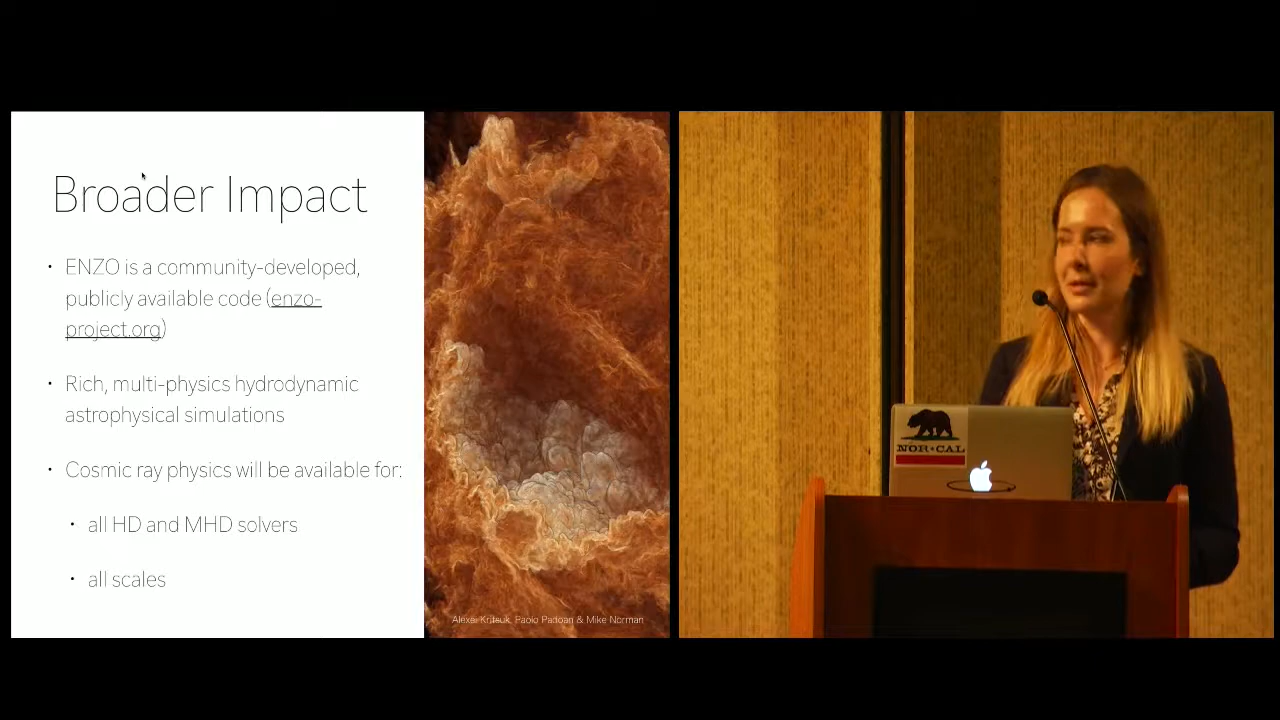 Broader Impact
• ENZO is a community-developed,
publicly available code (enzo-
project.org)
• Rich, multi-physics hydrodynamic
astrophysical simulations
• Cosmic ray physics will be available for:
• all HD and MHD solvers
• all scales
Alexei Kritsuk, Paolo Padoan & Mike Norman
NOR•CAL